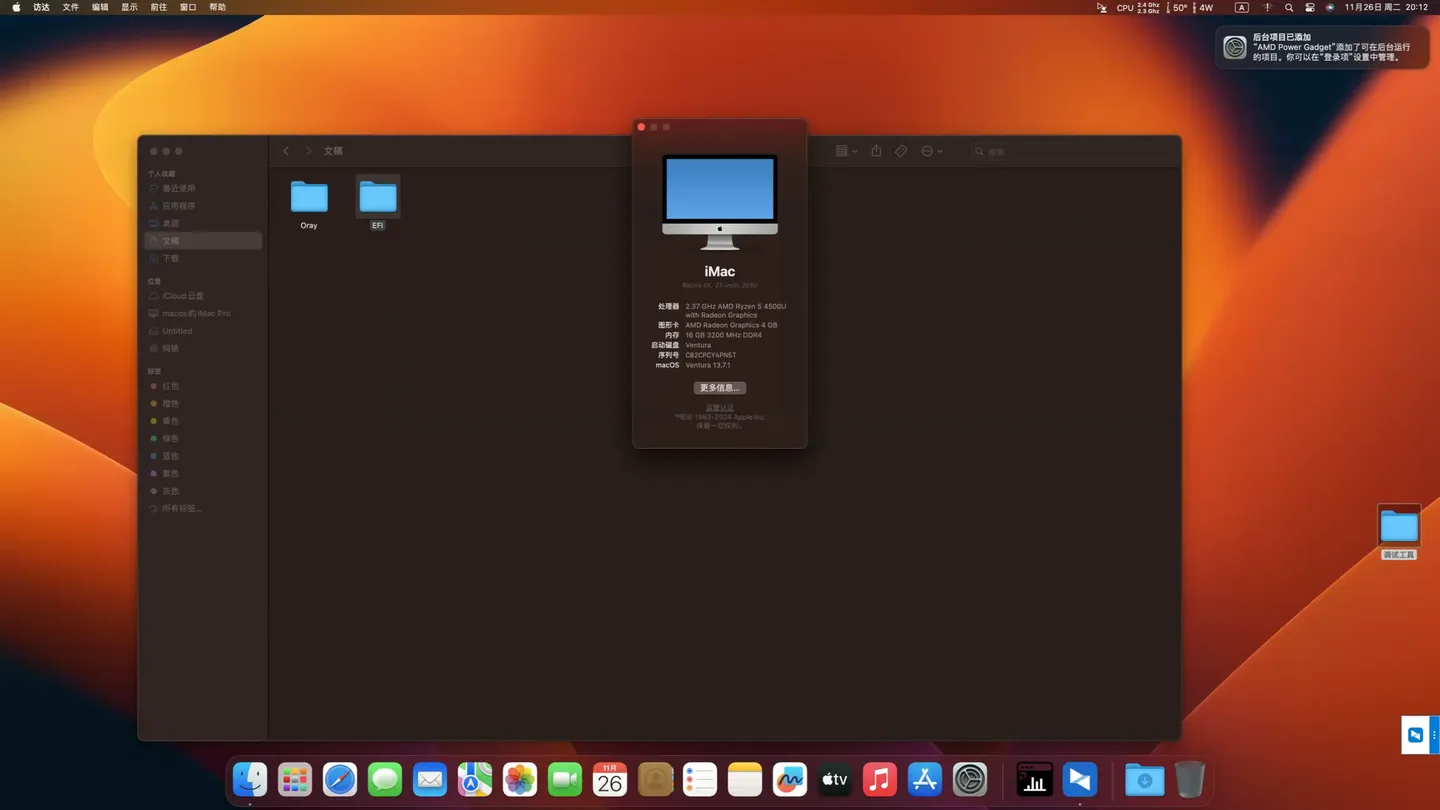 访达 文件 编辑 显示 前往 窗口 帮助
CPU 2.4 Ghz 2.3 Ghz 50° 4W A 11月26日 周二 20:12
后台项目已添加
“AMD Power Gadget”添加了可在后台运行
的项目。你可以在“登录项”设置中管理。
文稿
搜索
个人收藏
最近使用
应用程序
桌面
文稿
下载
位置
iCloud 云盘
macos的 iMac Pro
Untitled
网络
标签
红色
橙色
黄色
绿色
蓝色
紫色
灰色
所有标签...
Oray
EFI
iMac
Retina 5K, 27-inch, 2020
处理器 2.37 GHz AMD Ryzen 5 4500U
with Radeon Graphics
图形卡 AMD Radeon Graphics 4 GB
内存 16 GB 3200 MHz DDR4
启动磁盘 Ventura
序列号 C02CPCY4PN5T
macOS Ventura 13.7.1
更多信息...
监管认证
™和© 1983-2024 Apple Inc.
保留一切权利。
调试工具
11月
26
tv